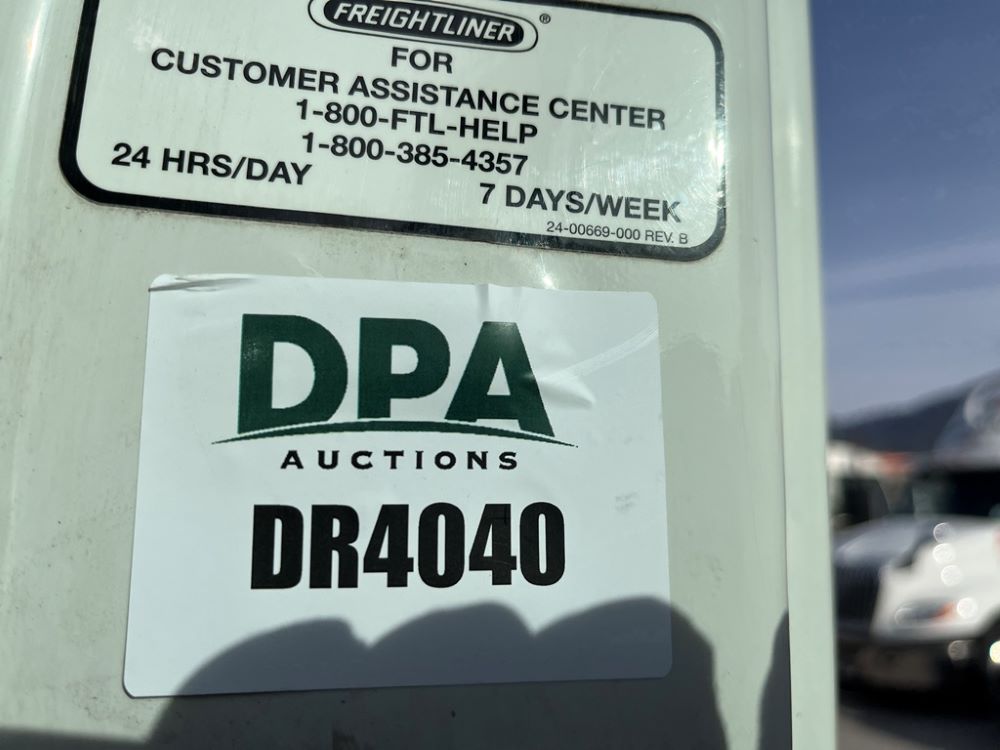 FREIGHTLINER®
FOR
CUSTOMER ASSISTANCE CENTER
1-800-FTL-HELP
1-800-385-4357
24 HRS/DAY
7 DAYS/WEEK
24-00669-000 REV. B
DPA
AUCTIONS
DR4040